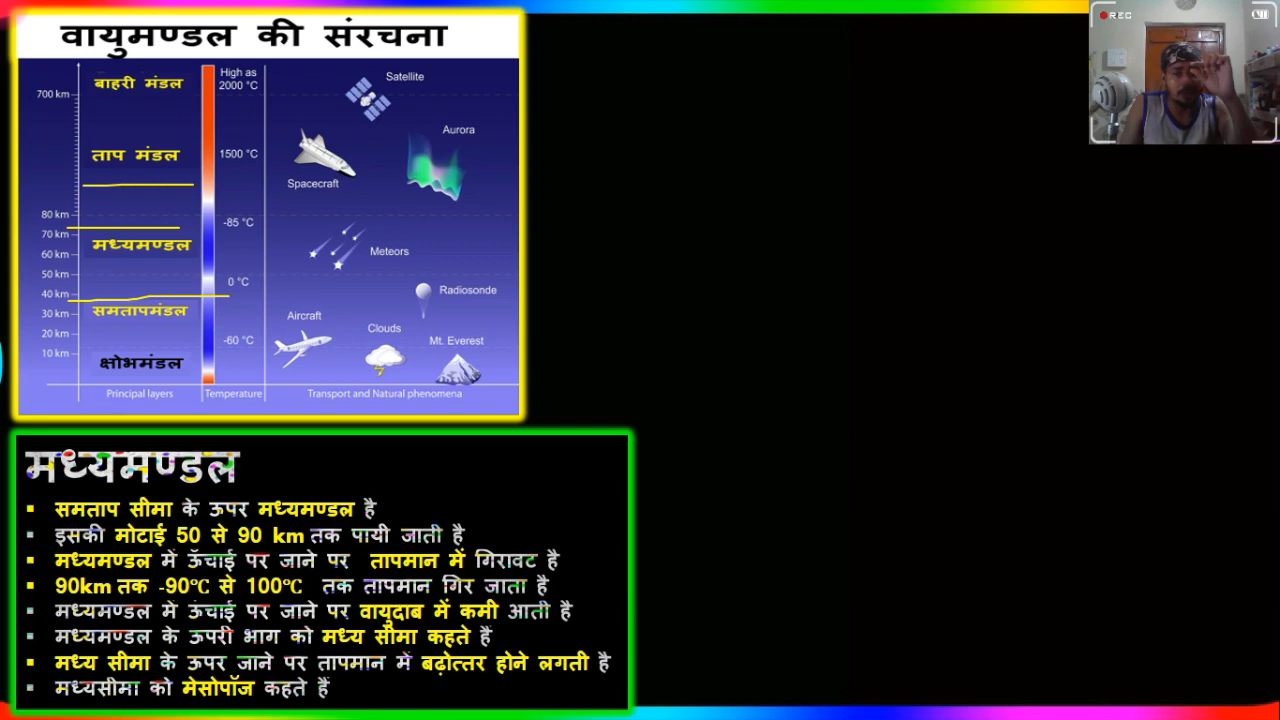 वायुमण्डल की संरचना
REC
बाहरी मंडल
High as
2000 °C
Satellite
700 km
Aurora
ताप मंडल
1500 °C
Spacecraft
80 km
-85 °C
70 km
मध्यमण्डल
60 km
Meteors
50 km
0 °C
40 km
Radiosonde
समतापमंडल
30 km
Aircraft
20 km
Clouds
-60 °C
Mt. Everest
10 km
क्षोभमंडल
Principal layers
Temperature
Transport and Natural phenomena
मध्यमण्डल
▪ समताप सीमा के ऊपर मध्यमण्डल है
▪ इसकी मोटाई 50 से 90 km तक पायी जाती है
▪ मध्यमण्डल में ऊँचाई पर जाने पर तापमान में गिरावट है
▪ 90km तक -90℃ से 100℃ तक तापमान गिर जाता है
▪ मध्यमण्डल में ऊंचाई पर जाने पर वायुदाब में कमी आती है
▪ मध्यमण्डल के ऊपरी भाग को मध्य सीमा कहते हैं
▪ मध्य सीमा के ऊपर जाने पर तापमान में बढ़ोत्तर होने लगती है
▪ मध्यसीमा को मेसोपॉज कहते हैं